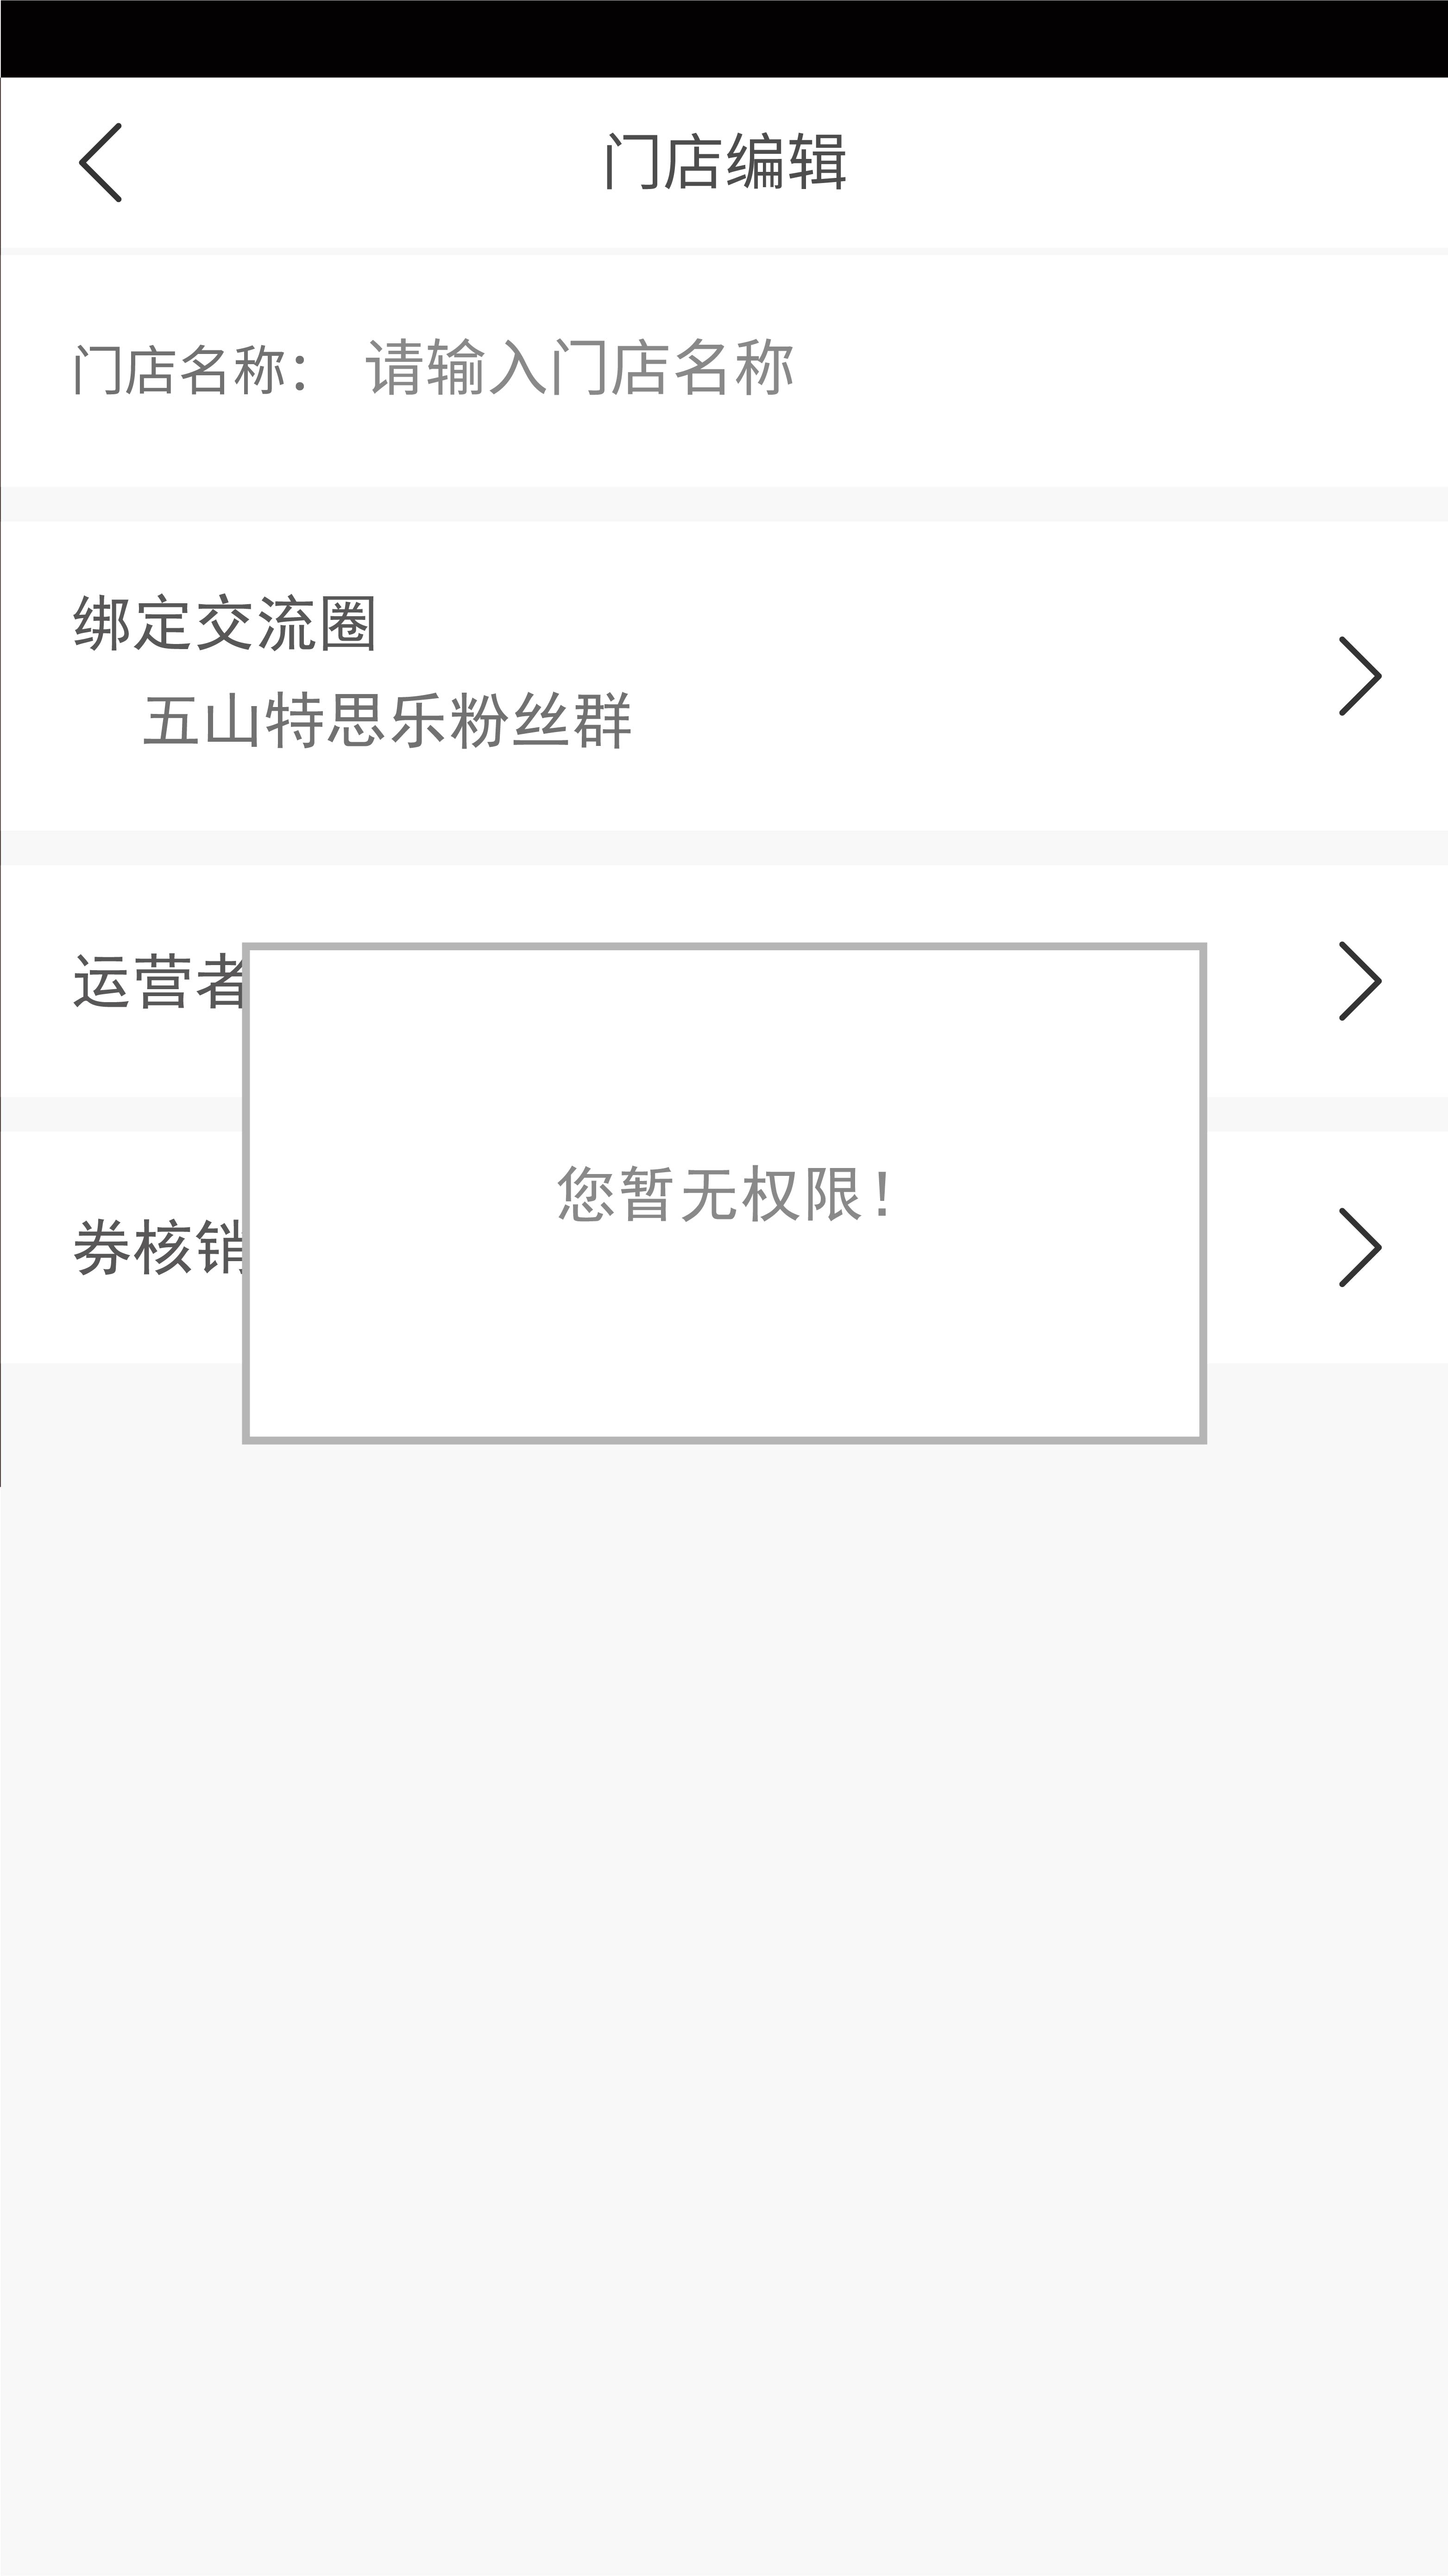 门店编辑
门店名称： 请输入门店名称
绑定交流圈
五山特思乐粉丝群
运营者
您暂无权限！
券核销